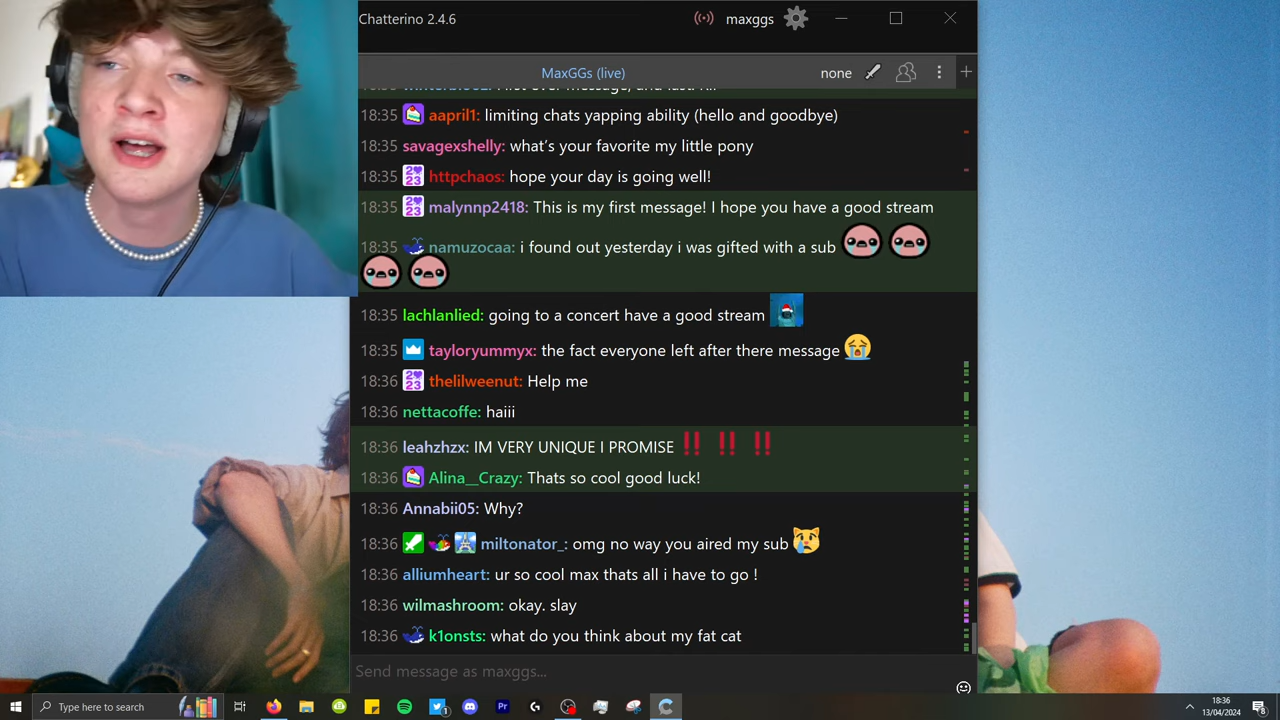 Chatterino 2.4.6
maxggs
MaxGGs (live)
none
18:35 aapril1: limiting chats yapping ability (hello and goodbye)
18:35 savagexshelly: what's your favorite my little pony
18:35 httpchaos: hope your day is going well!
18:35 malynnp2418: This is my first message! I hope you have a good stream
18:35 namuzocaa: i found out yesterday i was gifted with a sub
18:35 lachlanlied: going to a concert have a good stream
18:35 tayloryummyx: the fact everyone left after there message 😭
18:36 thelilweenut: Help me
18:36 nettacoffe: haiii
18:36 leahzhzx: IM VERY UNIQUE I PROMISE ‼️ ‼️ ‼️
18:36 Alina__Crazy: Thats so cool good luck!
18:36 Annabii05: Why?
18:36 miltonator_: omg no way you aired my sub 😿
18:36 alliumheart: ur so cool max thats all i have to go !
18:36 wilmashroom: okay. slay
18:36 k1onsts: what do you think about my fat cat
Send message as maxggs...
Type here to search
18:36
13/04/2024